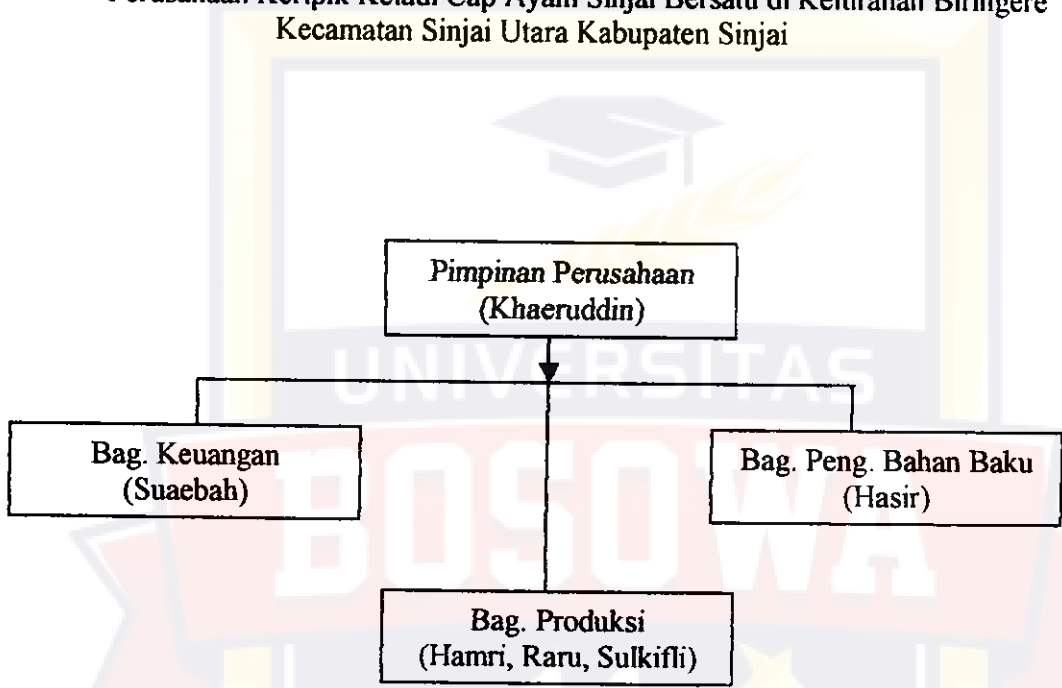 Perusahaan Keripik Keladi Cap Ayam Sinjai Bersatu di Kelurahan Biringere
Kecamatan Sinjai Utara Kabupaten Sinjai
Pimpinan Perusahaan
(Khaeruddin)
UNIVERSITAS
Bag. Keuangan
(Suaebah)
Bag. Peng. Bahan Baku
(Hasir)
BOSOWA
Bag. Produksi
(Hamri, Raru, Sulkifli)